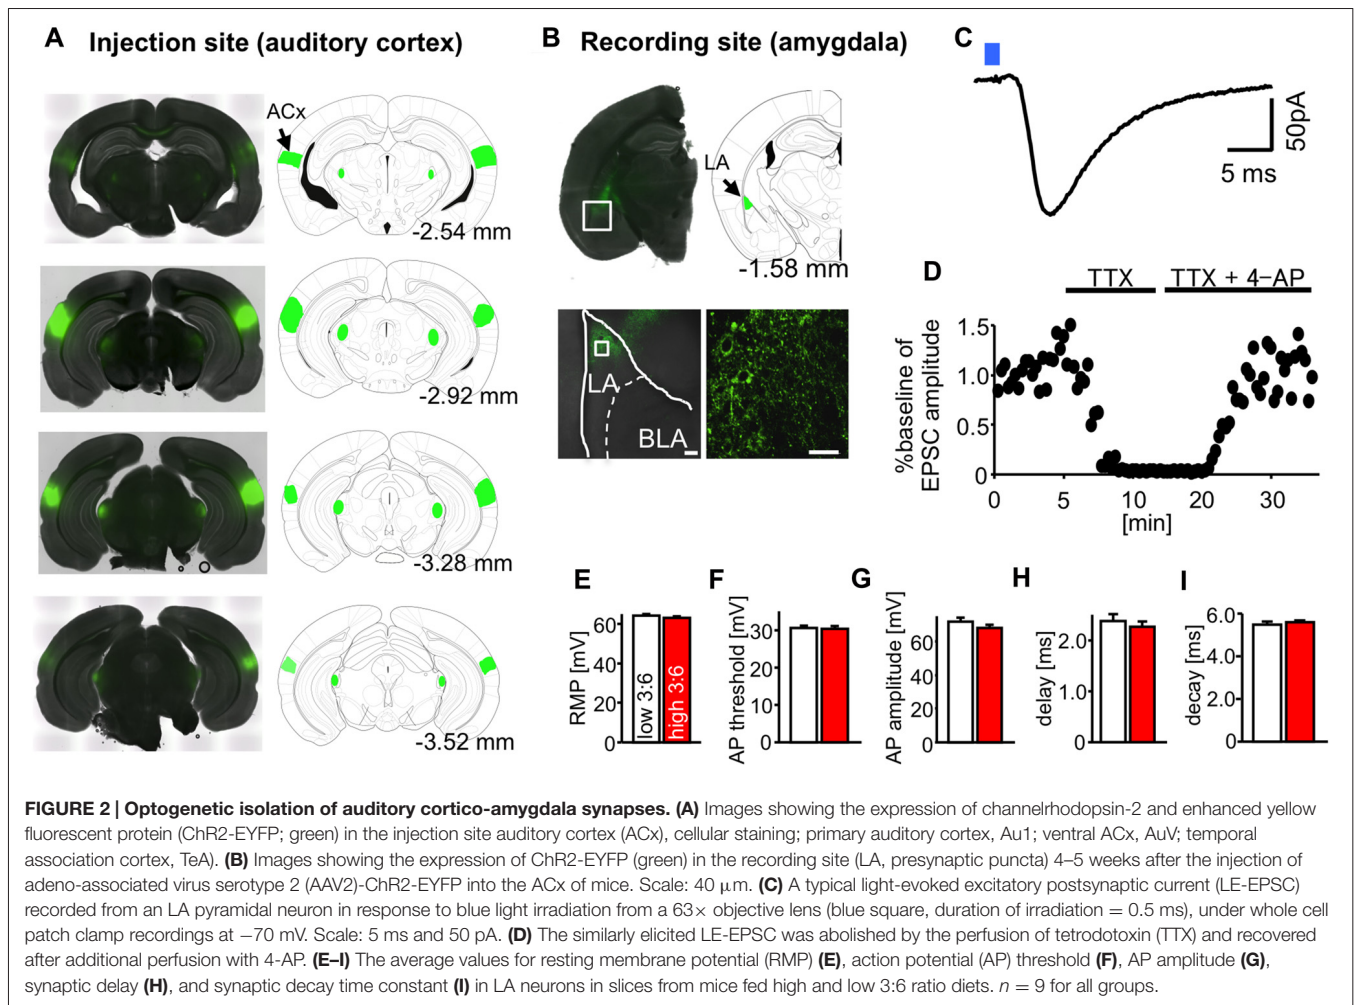 A Injection site (auditory cortex)
ACx
-2.54 mm
-2.92 mm
-3.28 mm
-3.52 mm
B Recording site (amygdala)
LA
-1.58 mm
LA
BLA
C
50pA
5 ms
D
TTX
TTX + 4−AP
%baseline of
EPSC amplitude
1.5
1.0
0.5
0
0 5 10 20 30
[min]
E
RMP [mV]
60
40
20
0
low 3:6
high 3:6
F
AP threshold [mV]
30
20
10
0
G
AP amplitude [mV]
60
40
20
0
H
delay [ms]
2.0
1.0
0
I
decay [ms]
6.0
4.0
2.0
0
FIGURE 2 | Optogenetic isolation of auditory cortico-amygdala synapses. (A) Images showing the expression of channelrhodopsin-2 and enhanced yellow
fluorescent protein (ChR2-EYFP; green) in the injection site auditory cortex (ACx), cellular staining; primary auditory cortex, Au1; ventral ACx, AuV; temporal
association cortex, TeA). (B) Images showing the expression of ChR2-EYFP (green) in the recording site (LA, presynaptic puncta) 4–5 weeks after the injection of
adeno-associated virus serotype 2 (AAV2)-ChR2-EYFP into the ACx of mice. Scale: 40 μm. (C) A typical light-evoked excitatory postsynaptic current (LE-EPSC)
recorded from an LA pyramidal neuron in response to blue light irradiation from a 63× objective lens (blue square, duration of irradiation = 0.5 ms), under whole cell
patch clamp recordings at −70 mV. Scale: 5 ms and 50 pA. (D) The similarly elicited LE-EPSC was abolished by the perfusion of tetrodotoxin (TTX) and recovered
after additional perfusion with 4-AP. (E–I) The average values for resting membrane potential (RMP) (E), action potential (AP) threshold (F), AP amplitude (G),
synaptic delay (H), and synaptic decay time constant (I) in LA neurons in slices from mice fed high and low 3:6 ratio diets. n = 9 for all groups.